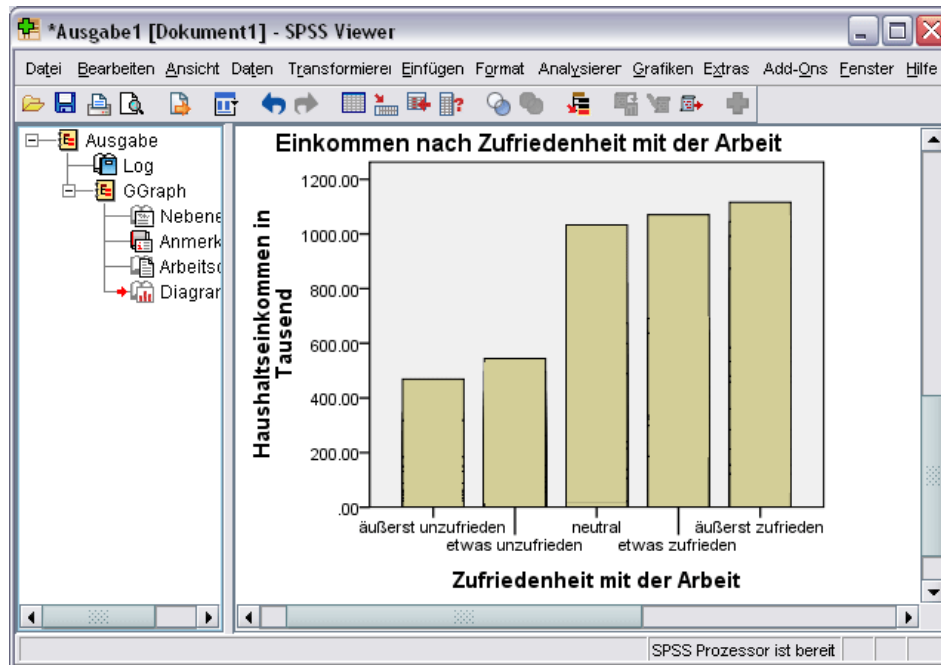 *Ausgabe1 [Dokument1] - SPSS Viewer
Datei Bearbeiten Ansicht Daten Transformierei Einfügen Format Analysieren Grafiken Extras Add-Ons Fenster Hilfe
Ausgabe
Log
GGraph
Nebene
Anmerk
Arbeitsd
Diagrar
Einkommen nach Zufriedenheit mit der Arbeit
Haushaltseinkommen in
Tausend
1200.00
1000.00
800.00
600.00
400.00
200.00
.00
äußerst unzufrieden neutral äußerst zufrieden
etwas unzufrieden etwas zufrieden
Zufriedenheit mit der Arbeit
SPSS Prozessor ist bereit